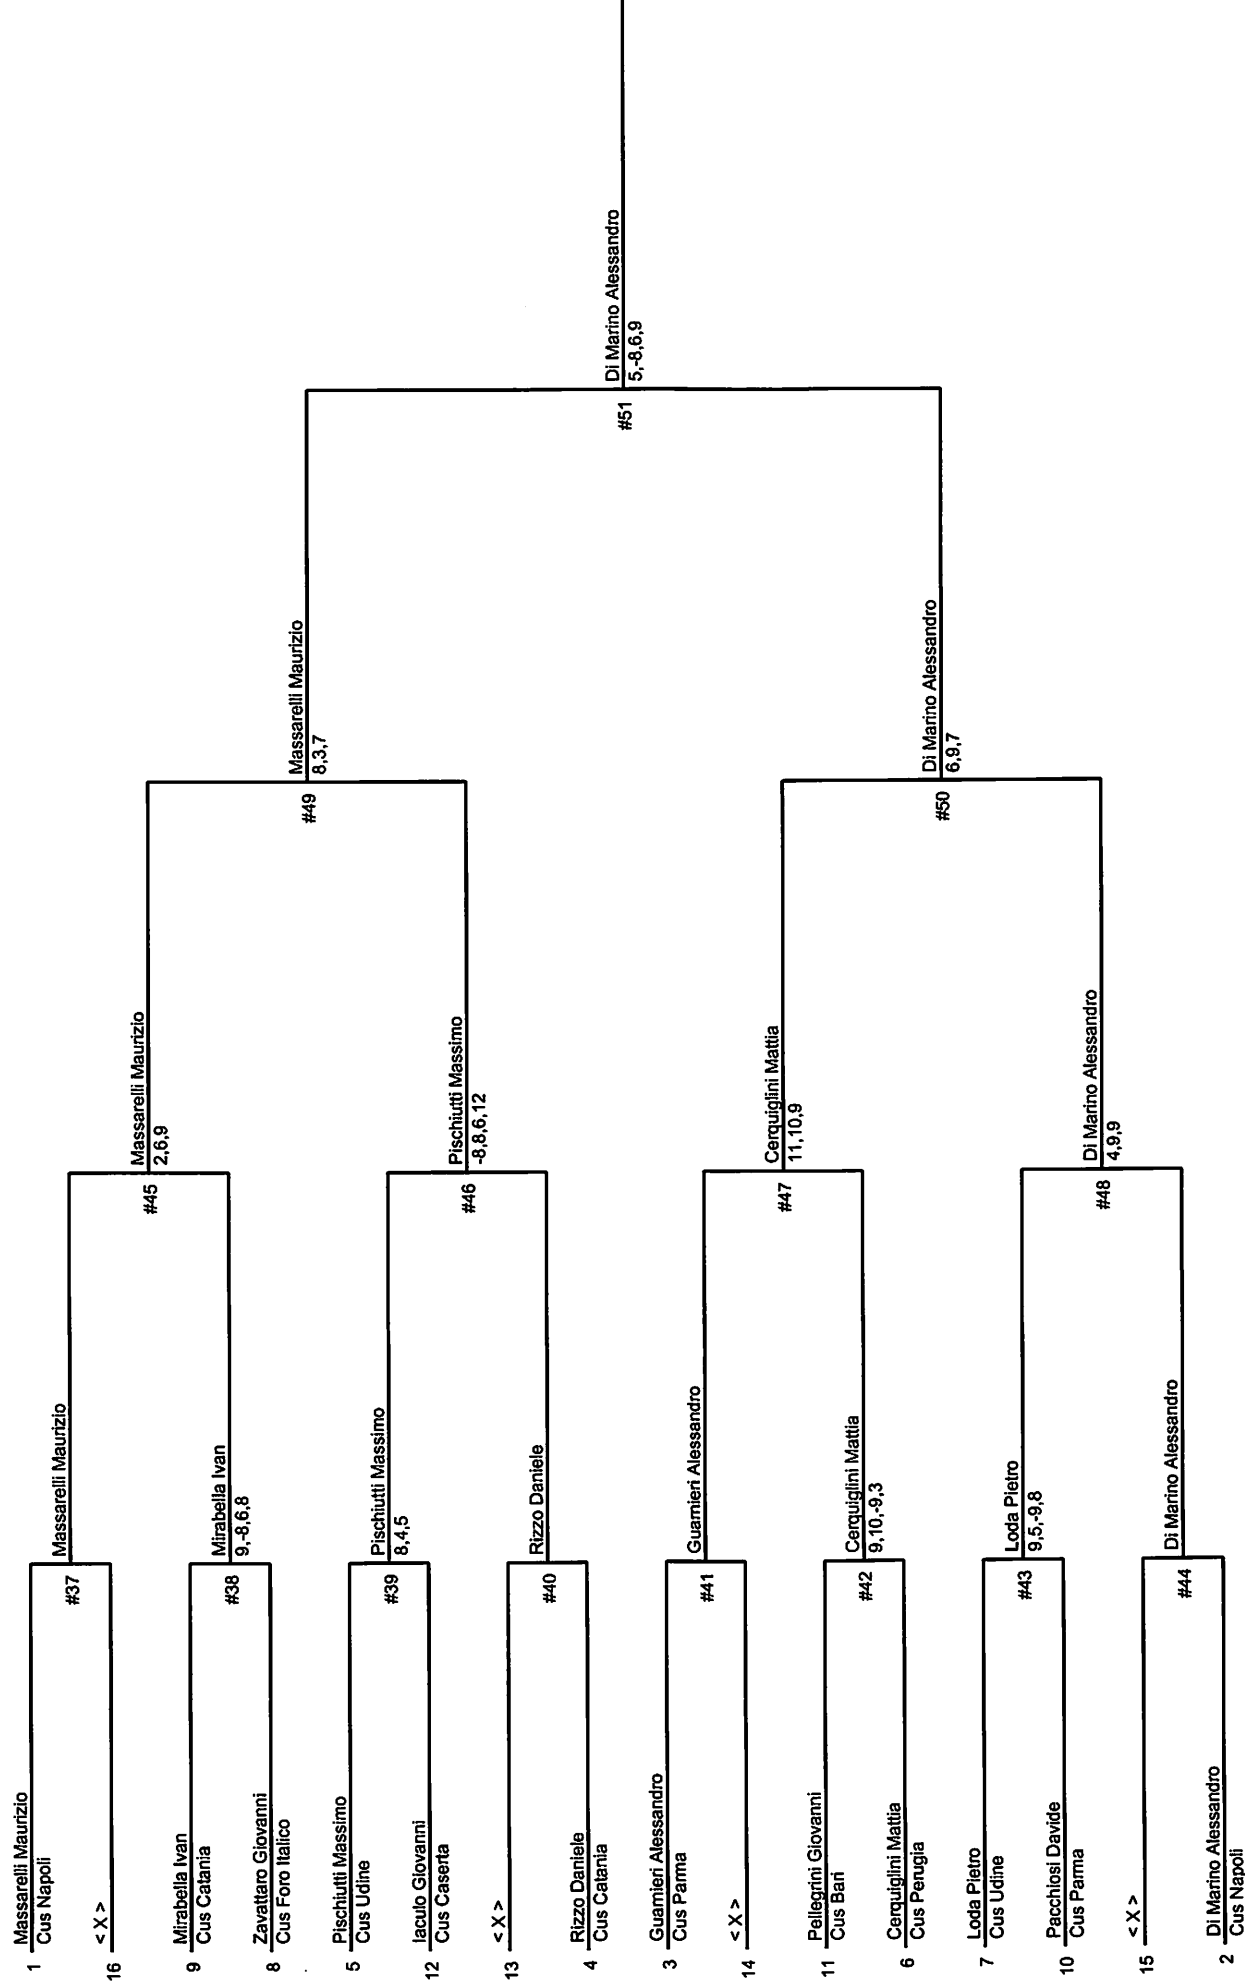 1 Massarelli Maurizio
Cus Napoli
16 < X >
9 Mirabella Ivan
Cus Catania
8 Zavattaro Giovanni
Cus Foro Italico
5 Pischiutti Massimo
Cus Udine
12 Iaculo Giovanni
Cus Caserta
13 < X >
4 Rizzo Daniele
Cus Catania
3 Guarnieri Alessandro
Cus Parma
14 < X >
11 Pellegrini Giovanni
Cus Bari
6 Cerquiglini Mattia
Cus Perugia
7 Loda Pietro
Cus Udine
10 Pacchiosi Davide
Cus Parma
15 < X >
2 Di Marino Alessandro
Cus Napoli
#37 Massarelli Maurizio
#38 Mirabella Ivan
9,-8,6,8
#39 Pischiutti Massimo
8,4,5
#40 Rizzo Daniele
#41 Guarnieri Alessandro
#42 Cerquiglini Mattia
9,10,-9,3
#43 Loda Pietro
9,5,-9,8
#44 Di Marino Alessandro
#45 Massarelli Maurizio
2,6,9
#46 Pischiutti Massimo
-8,8,6,12
#47 Cerquiglini Mattia
11,10,9
#48 Di Marino Alessandro
4,9,9
#49 Massarelli Maurizio
8,3,7
#50 Di Marino Alessandro
6,9,7
#51 Di Marino Alessandro
5,-8,6,9